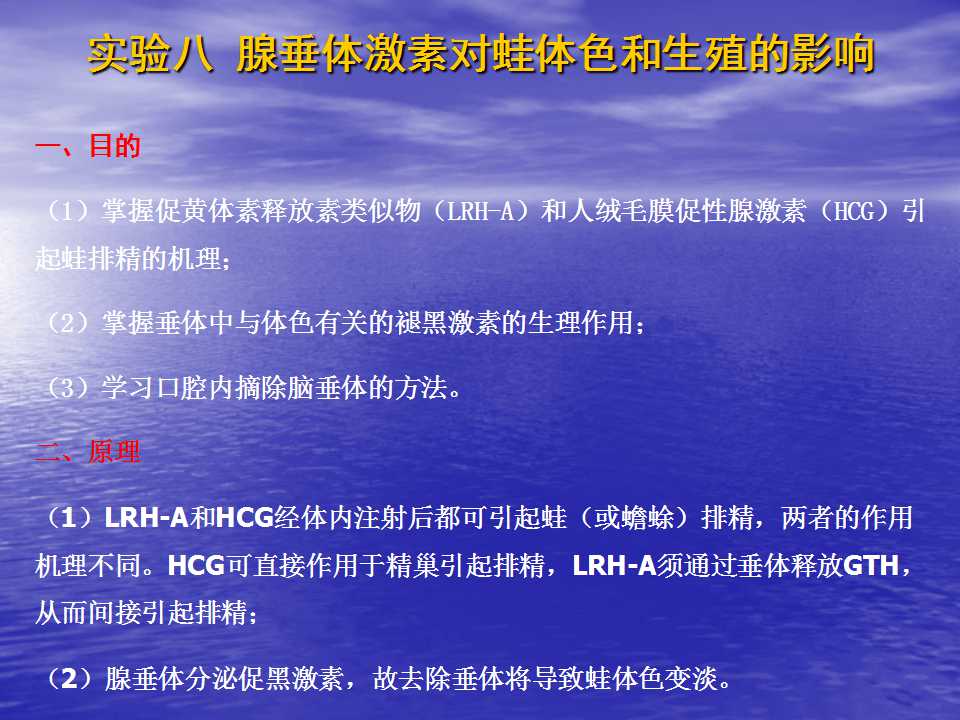 实验八 腺垂体激素对蛙体色和生殖的影响
一、目的
（1）掌握促黄体素释放素类似物（LRH-A）和人绒毛膜促性腺激素（HCG）引
起蛙排精的机理；
（2）掌握垂体中与体色有关的褪黑激素的生理作用；
（3）学习口腔内摘除脑垂体的方法。
二、原理
（1）LRH-A和HCG经体内注射后都可引起蛙（或蟾蜍）排精，两者的作用
机理不同。HCG可直接作用于精巢引起排精，LRH-A须通过垂体释放GTH，
从而间接引起排精；
（2）腺垂体分泌促黑激素，故去除垂体将导致蛙体色变淡。